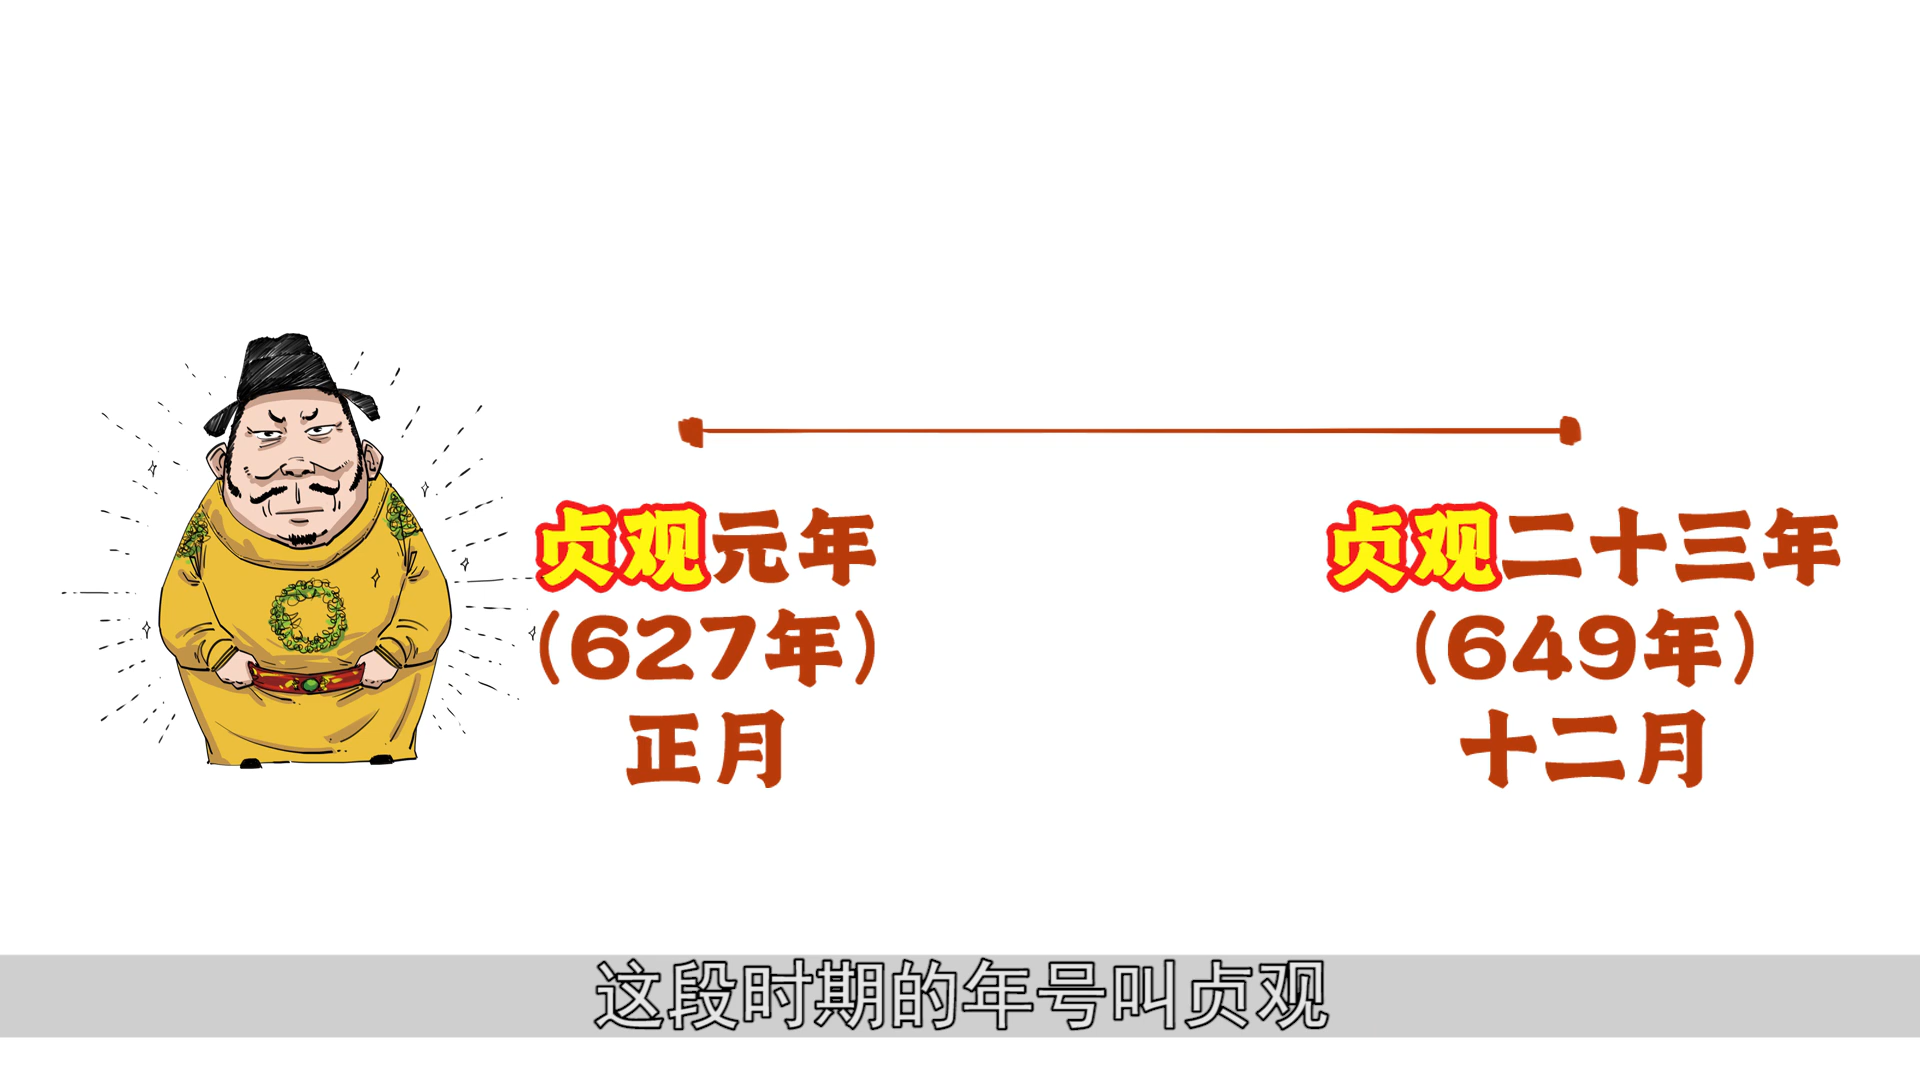 贞观元年
(627年)
正月
贞观二十三年
(649年)
十二月
这段时期的年号叫贞观